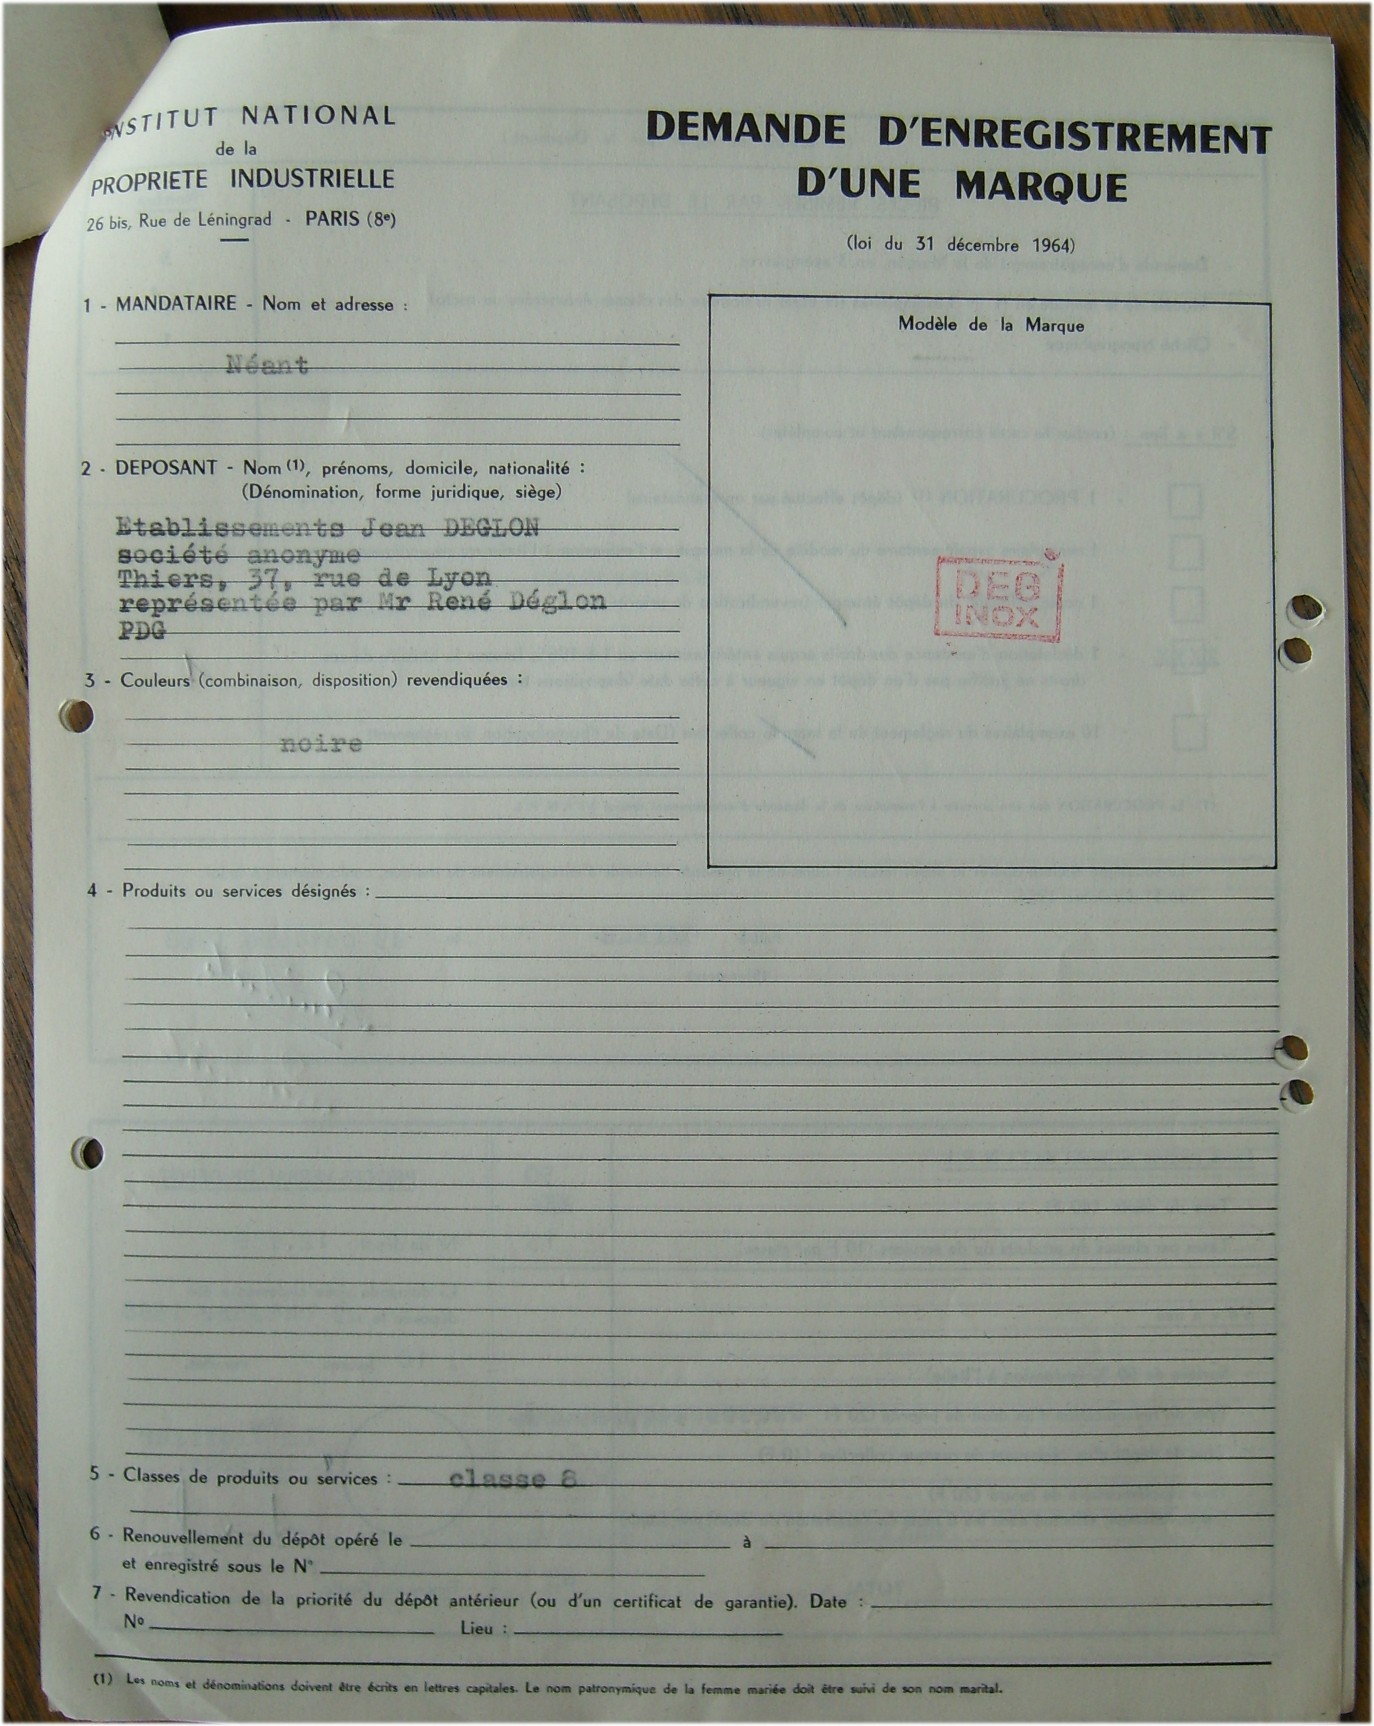 INSTITUT NATIONAL
de la
PROPRIETE INDUSTRIELLE
26 bis, Rue de Léningrad - PARIS (8e)
DEMANDE D'ENREGISTREMENT
D'UNE MARQUE
(loi du 31 décembre 1964)
1 - MANDATAIRE - Nom et adresse :
Néant
2 - DEPOSANT - Nom (1), prénoms, domicile, nationalité :
(Dénomination, forme juridique, siège)
Etablissements Jean DEGLON
société anonyme
Thiers, 37, rue de Lyon
représentée par Mr René Déglon
PDG
3 - Couleurs (combinaison, disposition) revendiquées :
noire
Modèle de la Marque
DEG
INOX
4 - Produits ou services désignés :
5 - Classes de produits ou services : classe 8
6 - Renouvellement du dépôt opéré le à
et enregistré sous le N°
7 - Revendication de la priorité du dépôt antérieur (ou d'un certificat de garantie). Date :
No Lieu :
(1) Les noms et dénominations doivent être écrits en lettres capitales. Le nom patronymique de la femme mariée doit être suivi de son nom marital.